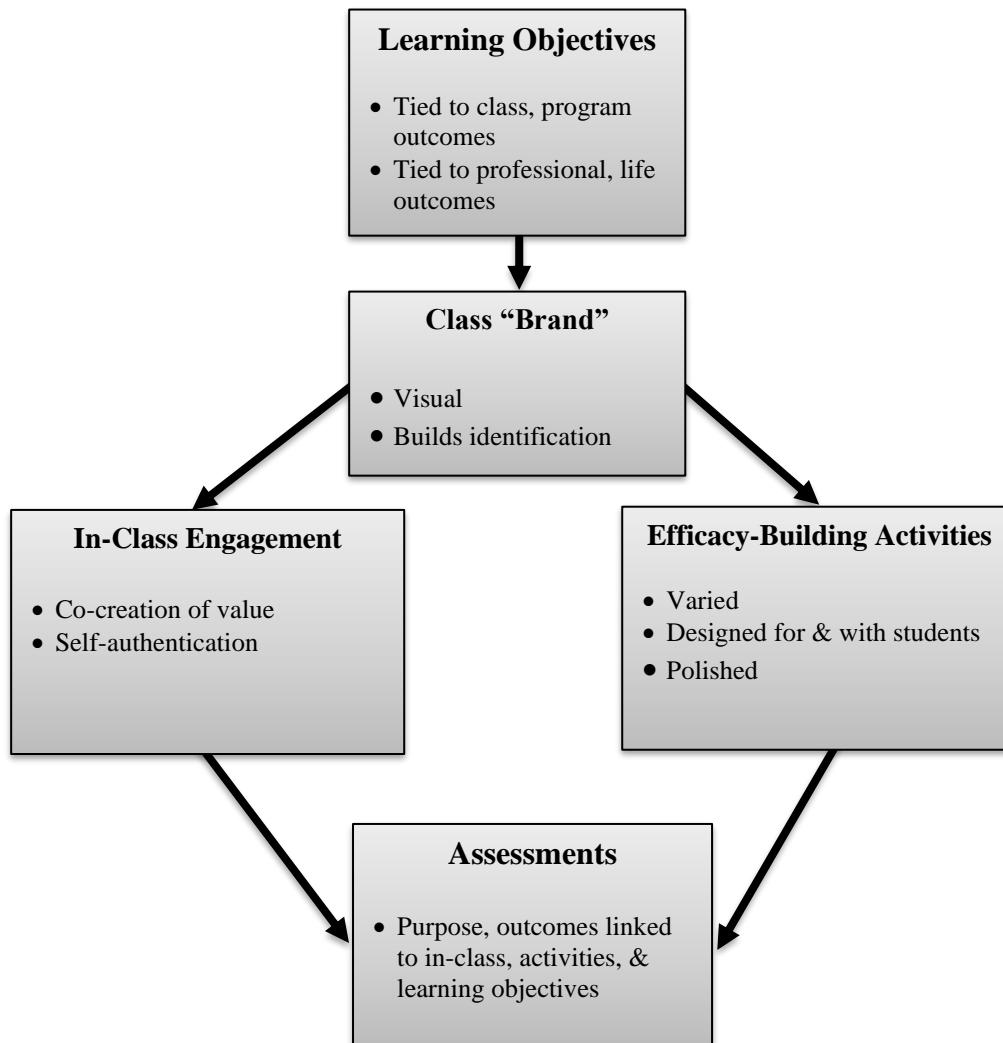 Learning Objectives
• Tied to class, program
outcomes
• Tied to professional, life
outcomes
Class “Brand”
• Visual
• Builds identification
In-Class Engagement
• Co-creation of value
• Self-authentication
Efficacy-Building Activities
• Varied
• Designed for & with students
• Polished
Assessments
• Purpose, outcomes linked
to in-class, activities, &
learning objectives